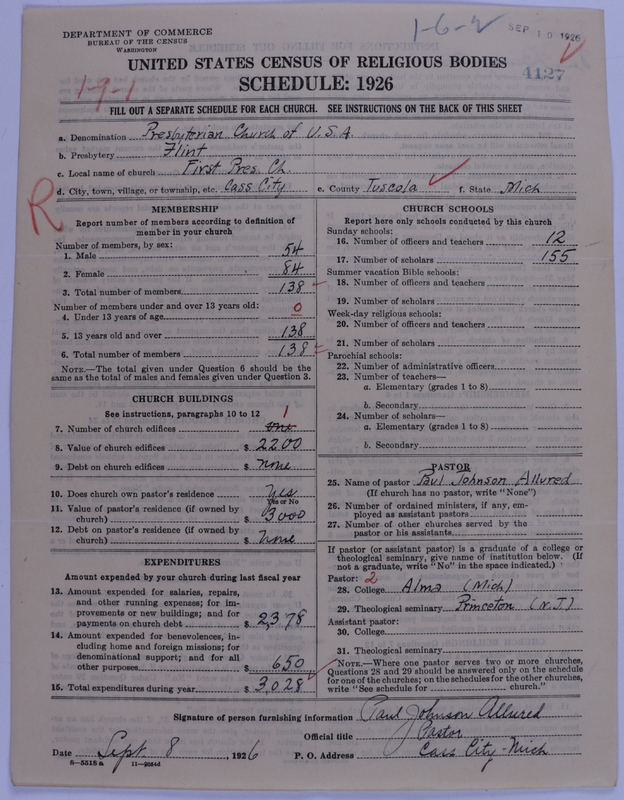 DEPARTMENT OF COMMERCE
BUREAU OF THE CENSUS
WASHINGTON
1-6-2
SEP 10 1926
4127
1-9-1
UNITED STATES CENSUS OF RELIGIOUS BODIES
SCHEDULE: 1926
FILL OUT A SEPARATE SCHEDULE FOR EACH CHURCH. SEE INSTRUCTIONS ON THE BACK OF THIS SHEET
a. Denomination Presbyterian Church of U.S.A.
b. Presbytery Flint
c. Local name of church First Pres. Ch.
d. City, town, village, or township, etc. Cass City e. County Tuscola f. State Mich
R
MEMBERSHIP
Report number of members according to definition of
member in your church
Number of members, by sex:
1. Male 54
2. Female 84
3. Total number of members 138
Number of members under and over 13 years old:
4. Under 13 years of age 0
5. 13 years old and over 138
6. Total number of members 138
NOTE.—The total given under Question 6 should be
same as the total of males and females given under Question 3.
CHURCH BUILDINGS
See instructions, paragraphs 10 to 12
7. Number of church edifices one 1
8. Value of church edifices $ 2200
9. Debt on church edifices $ none
10. Does church own pastor's residence yes
Yes or No
11. Value of pastor's residence (if owned by
church) $ 3000
12. Debt on pastor's residence (if owned by
church) $ none
EXPENDITURES
Amount expended by your church during last fiscal year
13. Amount expended for salaries, repairs,
and other running expenses; for im-
provements or new buildings; and for
payments on church debt $ 2,378
14. Amount expended for benevolences, in-
cluding home and foreign missions; for
denominational support; and for all
other purposes $ 650
15. Total expenditures during year $ 3,028
CHURCH SCHOOLS
Report here only schools conducted by this church
Sunday schools:
16. Number of officers and teachers 12
17. Number of scholars 155
Summer vacation Bible schools:
18. Number of officers and teachers
19. Number of scholars
Week-day religious schools:
20. Number of officers and teachers
21. Number of scholars
Parochial schools:
22. Number of administrative officers
23. Number of teachers—
a. Elementary (grades 1 to 8)
b. Secondary
24. Number of scholars—
a. Elementary (grades 1 to 8)
b. Secondary
PASTOR
25. Name of pastor Paul Johnson Allured
(If church has no pastor, write "None")
26. Number of ordained ministers, if any, em-
ployed as assistant pastors
27. Number of other churches served by the
pastor or his assistants
If pastor (or assistant pastor) is a graduate of a college or
theological seminary, give name of institution below. (If
not a graduate, write "No" in the space indicated.)
Pastor: 2
28. College Alma (Mich)
29. Theological seminary Princeton (N.J.)
Assistant pastor:
30. College
31. Theological seminary
NOTE.—Where one pastor serves two or more churches,
Questions 28 and 29 should be answered only on the schedule
for one of the churches; on the schedules for the other churches,
write "See schedule for church."
Signature of person furnishing information Paul Johnson Allured
Official title Pastor
Date Sept. 8, 1926 P. O. Address Cass City - Mich
8-5518 a